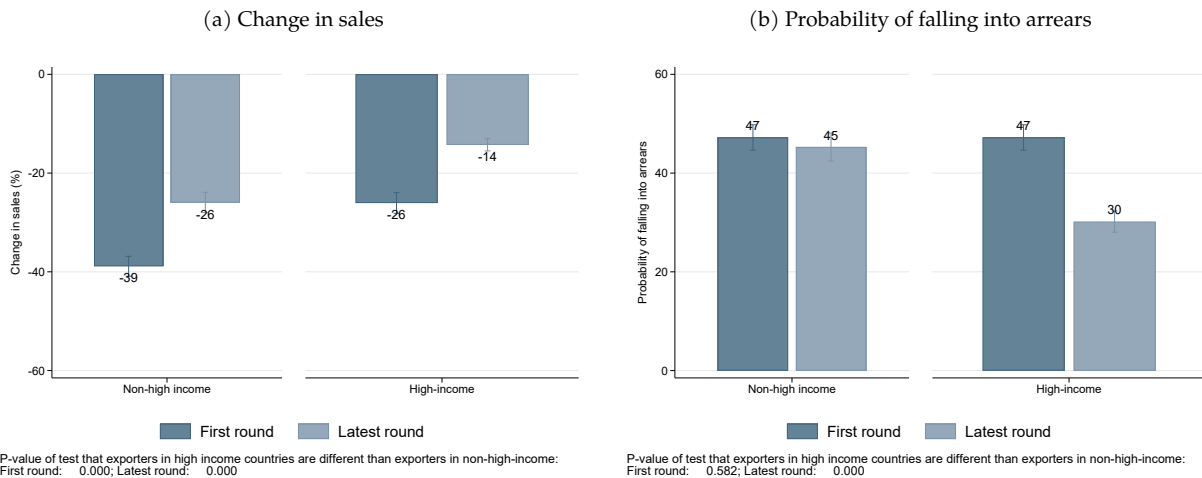 (a) Change in sales
0
-20
-40
-60
Change in sales (%)
-39
-26
-26
-14
Non-high income
High-income
First round
Latest round
P-value of test that exporters in high income countries are different than exporters in non-high-income:
First round: 0.000; Latest round: 0.000
(b) Probability of falling into arrears
60
40
20
0
Probability of falling into arrears
47
45
47
30
Non-high income
High-income
First round
Latest round
P-value of test that exporters in high income countries are different than exporters in non-high-income:
First round: 0.582; Latest round: 0.000